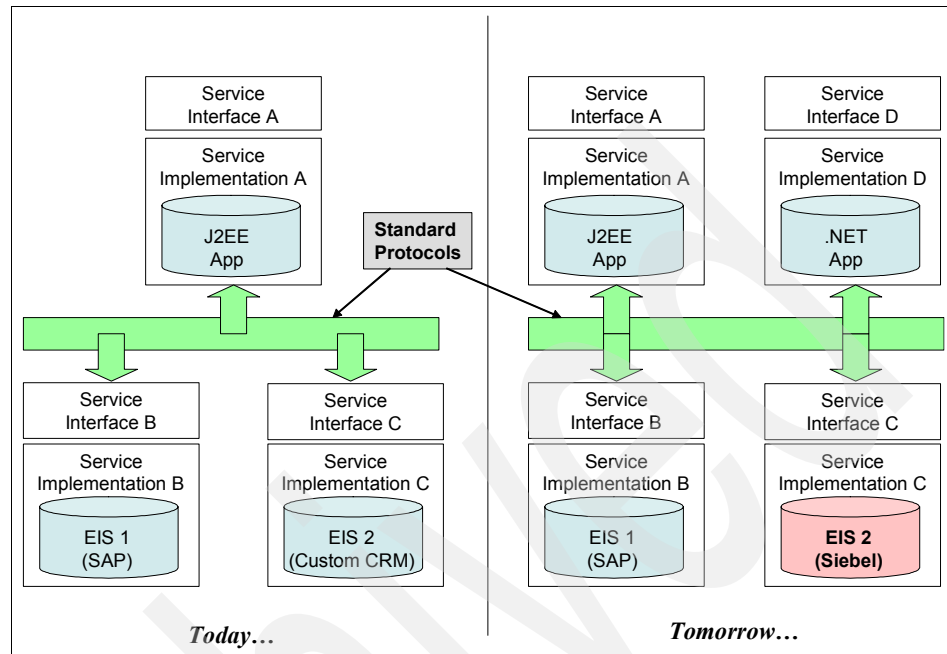 Service
Interface A
Service
Implementation A
J2EE
App
Standard
Protocols
Service
Interface B
Service
Implementation B
EIS 1
(SAP)
Service
Interface C
Service
Implementation C
EIS 2
(Custom CRM)
Today…
Service
Interface A
Service
Implementation A
J2EE
App
Service
Interface D
Service
Implementation D
.NET
App
Service
Interface B
Service
Implementation B
EIS 1
(SAP)
Service
Interface C
Service
Implementation C
EIS 2
(Siebel)
Tomorrow…